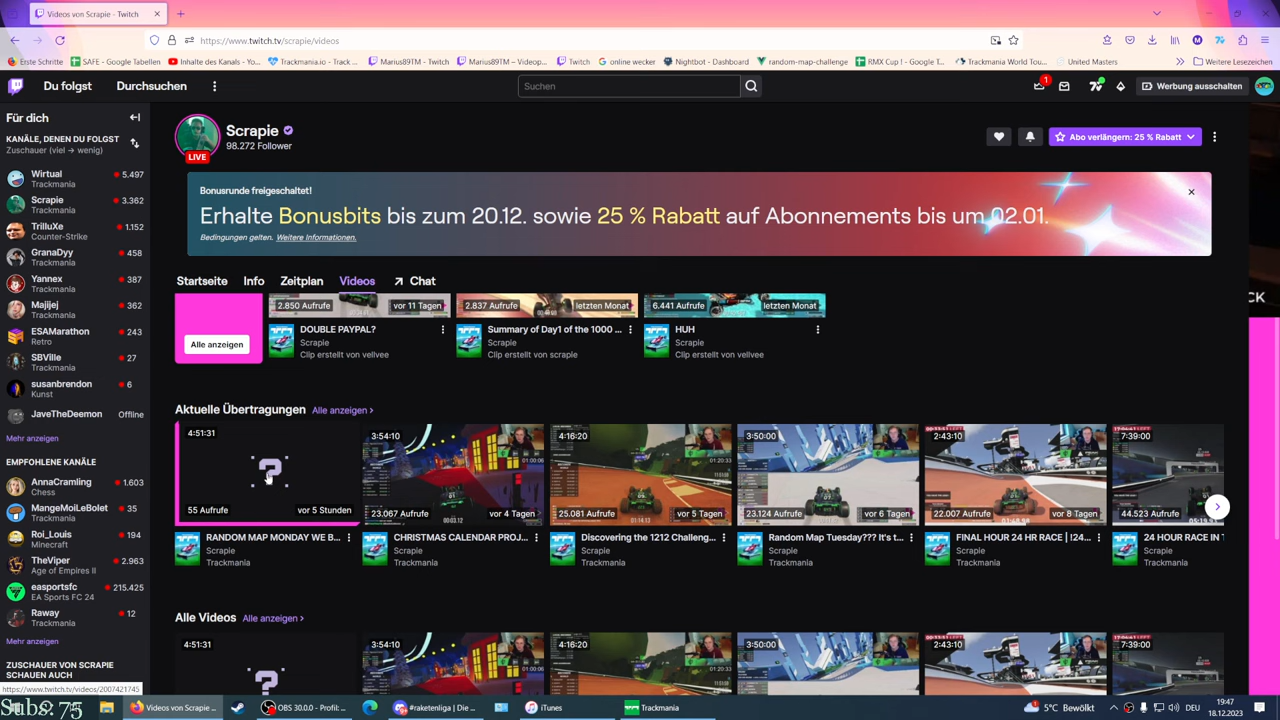 Videos von Scrapie - Twitch
https://www.twitch.tv/scrapie/videos
Erste Schritte
SAFE - Google Tabellen
Inhalte des Kanals - Yo...
Trackmania.io - Track ...
Marius89TM - Twitch
Marius89TM – Videop...
Twitch
online wecker
Nightbot - Dashboard
random-map-challenge
RMX Cup ! - Google T...
Trackmania World Tou...
United Masters
Weitere Lesezeichen
Du folgst
Durchsuchen
Suchen
1
Werbung ausschalten
Für dich
KANÄLE, DENEN DU FOLGST
Zuschauer (viel → wenig)
Wirtual
5.497
Trackmania
Scrapie
3.362
Trackmania
TrilluXe
1.152
Counter-Strike
GranaDyy
458
Trackmania
Yannex
387
Trackmania
Majijej
362
Trackmania
ESAMarathon
243
Retro
SBVille
27
Trackmania
susanbrendon
6
Kunst
JaveTheDeemon
Offline
Mehr anzeigen
EMPFOHLENE KANÄLE
AnnaCramling
1.603
Chess
MangeMoiLeBolet
35
Trackmania
Roi_Louis
194
Minecraft
TheViper
2.963
Age of Empires II
easportsfc
215.425
EA Sports FC 24
Raway
12
Trackmania
Mehr anzeigen
ZUSCHAUER VON SCRAPIE
SCHAUEN AUCH
https://www.twitch.tv/videos/2007421745
Scrapie
98.272 Follower
LIVE
Abo verlängern: 25 % Rabatt
Bonusrunde freigeschaltet!
Erhalte Bonusbits bis zum 20.12. sowie 25 % Rabatt auf Abonnements bis um 02.01.
Bedingungen gelten. Weitere Informationen.
CK
Startseite
Info
Zeitplan
Videos
Chat
Alle anzeigen
2.850 Aufrufe
vor 11 Tagen
DOUBLE PAYPAL?
Scrapie
Clip erstellt von vellvee
2.837 Aufrufe
letzten Monat
Summary of Day1 of the 1000 ...
Scrapie
Clip erstellt von scrapie
6.441 Aufrufe
letzten Monat
HUH
Scrapie
Clip erstellt von vellvee
Aktuelle Übertragungen
Alle anzeigen
4:51:31
55 Aufrufe
vor 5 Stunden
RANDOM MAP MONDAY WE B...
Scrapie
Trackmania
3:54:10
23.067 Aufrufe
vor 4 Tagen
CHRISTMAS CALENDAR PROJ...
Scrapie
Trackmania
4:16:20
25.081 Aufrufe
vor 5 Tagen
Discovering the 1212 Challeng...
Scrapie
Trackmania
3:50:00
23.124 Aufrufe
vor 6 Tagen
Random Map Tuesday??? It's t...
Scrapie
Trackmania
2:43:10
22.007 Aufrufe
vor 8 Tagen
FINAL HOUR 24 HR RACE | !24...
Scrapie
Trackmania
7:39:00
44.523 Aufrufe
24 HOUR RACE IN T
Scrapie
Trackmania
Alle Videos
Alle anzeigen
4:51:31
3:54:10
4:16:20
3:50:00
2:43:10
7:39:00
Subs: 75
Videos von Scrapie ...
OBS 30.0.0 - Profil: ...
#raketenliga | Die ...
iTunes
Trackmania
5°C Bewölkt
DEU
19:47
18.12.2023